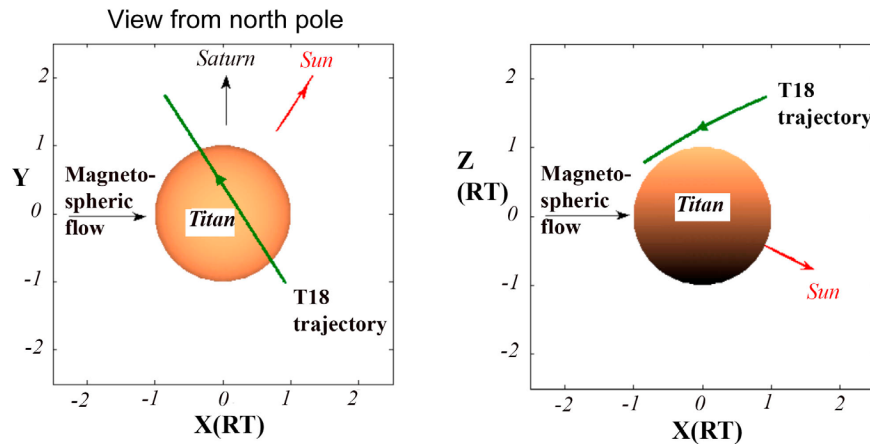 View from north pole
Saturn
Sun
2
1
Y
Magneto-
spheric
flow
0
Titan
-1
T18
trajectory
-2
-2
-1
0
1
2
X(RT)
2
T18
trajectory
1
Z
(RT)
Magneto-
spheric
flow
0
Titan
-1
Sun
-2
-2
-1
0
1
2
X(RT)